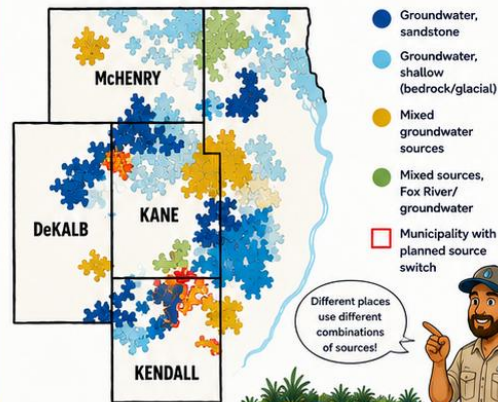 McHENRY
DeKALB
KANE
KENDALL
Groundwater,
sandstone
Groundwater,
shallow
(bedrock/glacial)
Mixed
groundwater
sources
Mixed sources,
Fox River/
groundwater
Municipality with
planned source
switch
Different places
use different
combinations
of sources!